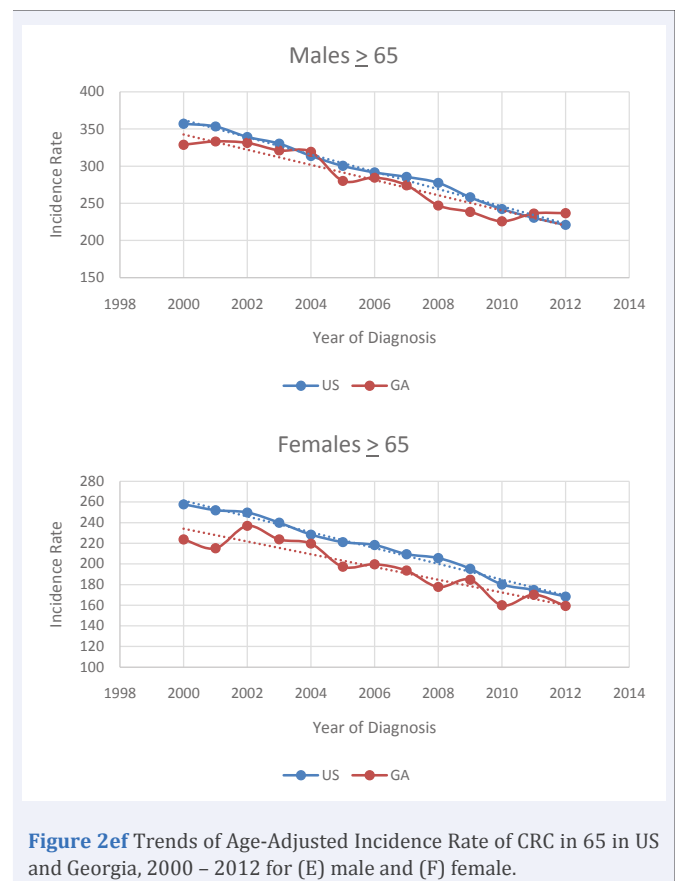 Males ≥ 65
400
350
300
250
200
150
Incidence Rate
1998 2000 2002 2004 2006 2008 2010 2012 2014
Year of Diagnosis
US GA
Females ≥ 65
280
260
240
220
200
180
160
140
120
100
Incidence Rate
1998 2000 2002 2004 2006 2008 2010 2012 2014
Year of Diagnosis
US GA
Figure 2ef Trends of Age-Adjusted Incidence Rate of CRC in 65 in US
and Georgia, 2000 – 2012 for (E) male and (F) female.